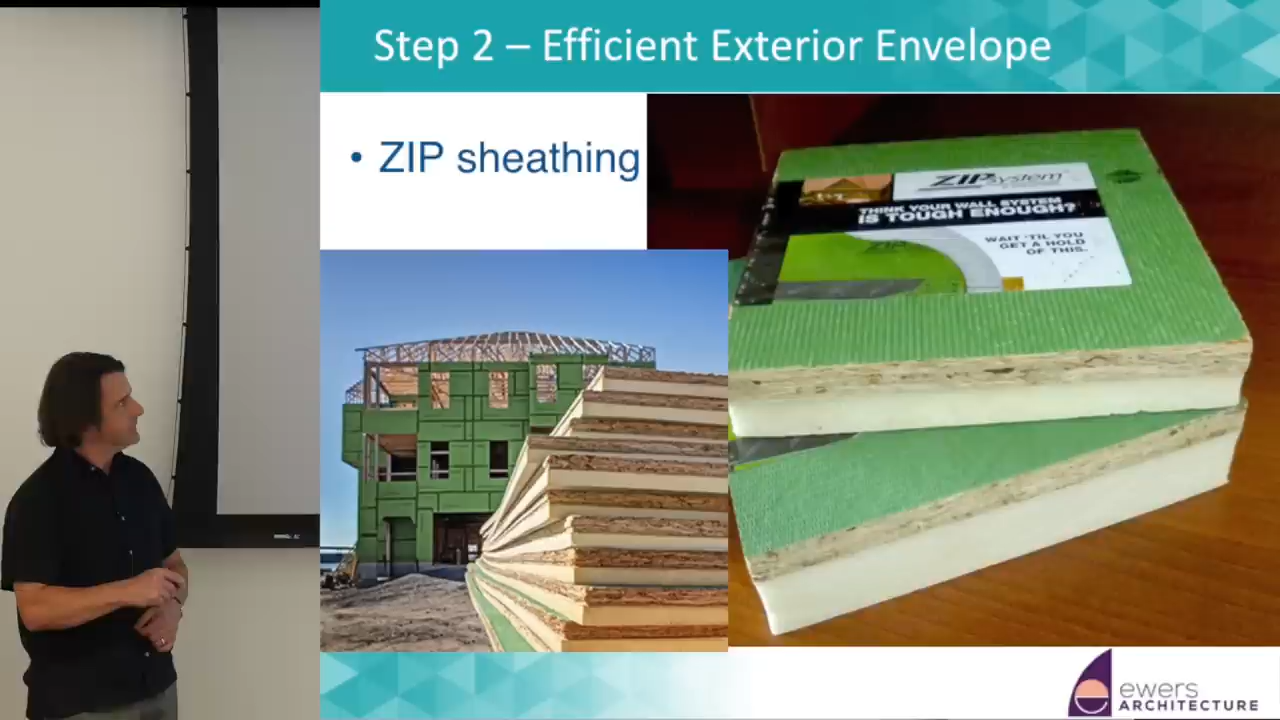 Step 2 – Efficient Exterior Envelope
• ZIP sheathing
ZIPsystem
THINK YOUR WALL SYSTEM
IS TOUGH ENOUGH?
WAIT 'TIL YOU
GET A HOLD
OF THIS.
ZIP
ewers
ARCHITECTURE